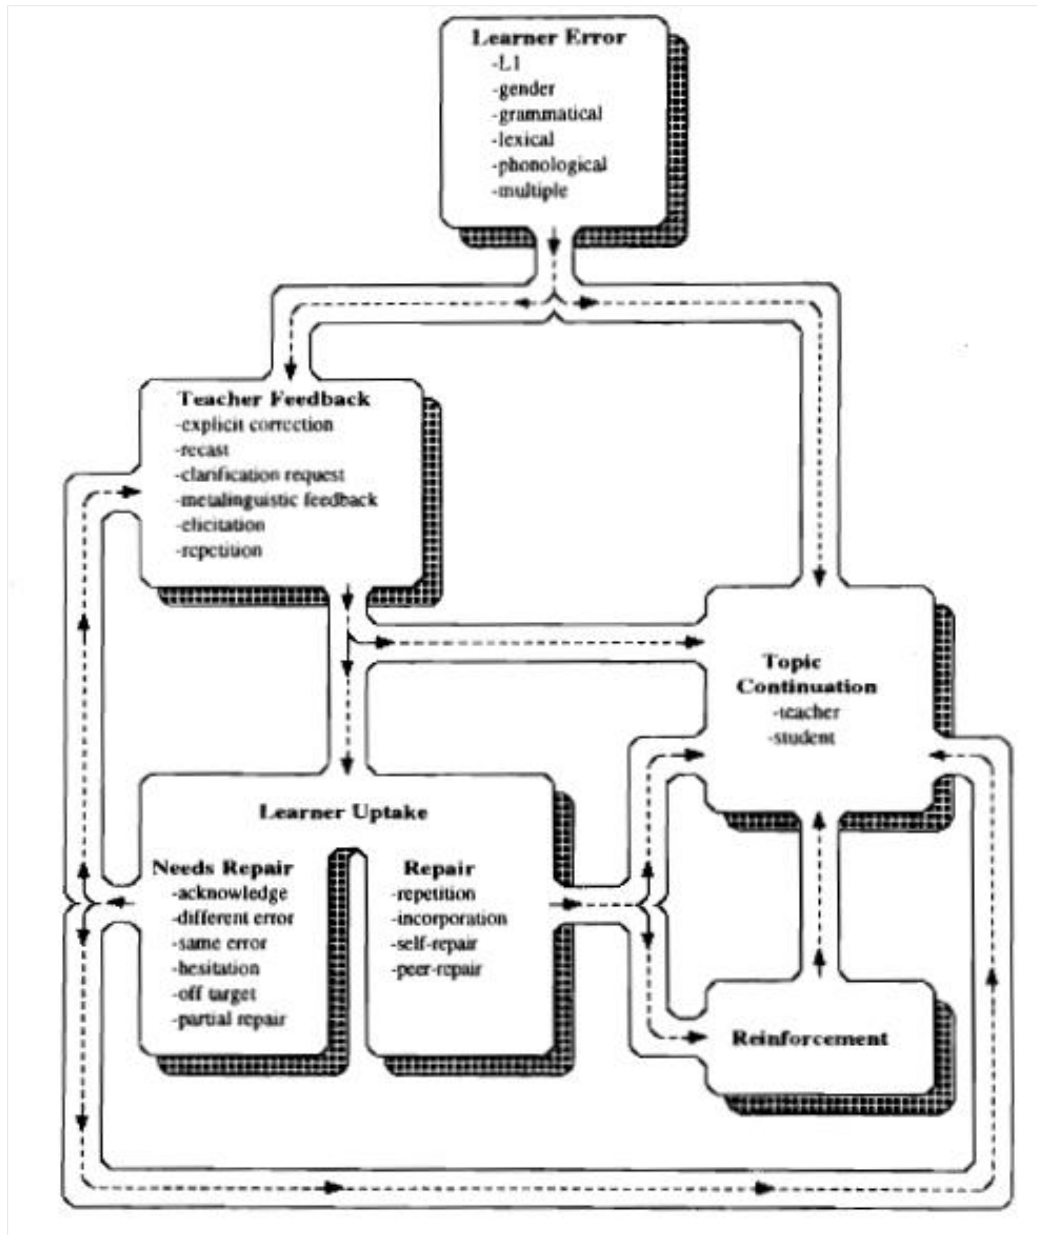 Learner Error
-L1
-gender
-grammatical
-lexical
-phonological
-multiple
Teacher Feedback
-explicit correction
-recast
-clarification request
-metalinguistic feedback
-elicitation
-repetition
Topic
Continuation
-teacher
-student
Learner Uptake
Needs Repair
-acknowledge
-different error
-same error
-hesitation
-off target
-partial repair
Repair
-repetition
-incorporation
-self-repair
-peer-repair
Reinforcement